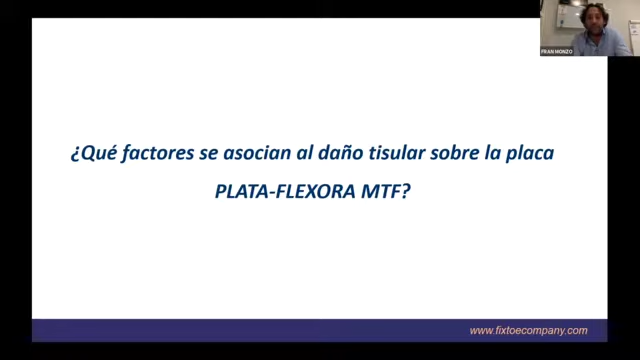 FRAN MONZO
¿Qué factores se asocian al daño tisular sobre la placa
PLATA-FLEXORA MTF?
www.fixtoecompany.com